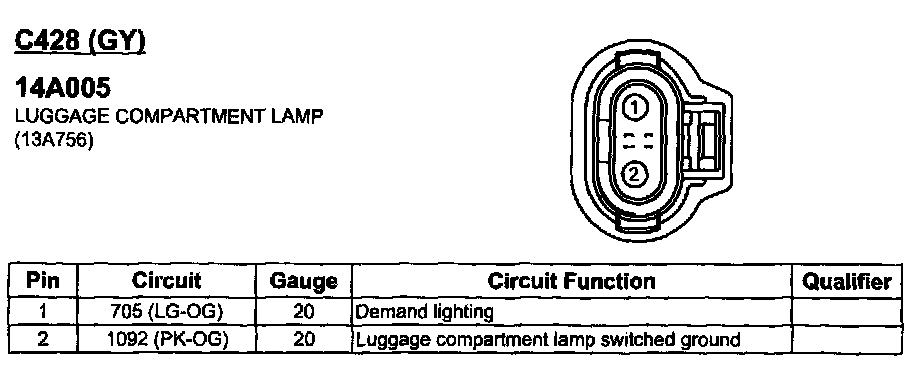 C428 (GY)
14A005
LUGGAGE COMPARTMENT LAMP
(13A756)
1
2
Pin Circuit Gauge Circuit Function Qualifier
1 705 (LG-OG) 20 Demand lighting
2 1092 (PK-OG) 20 Luggage compartment lamp switched ground